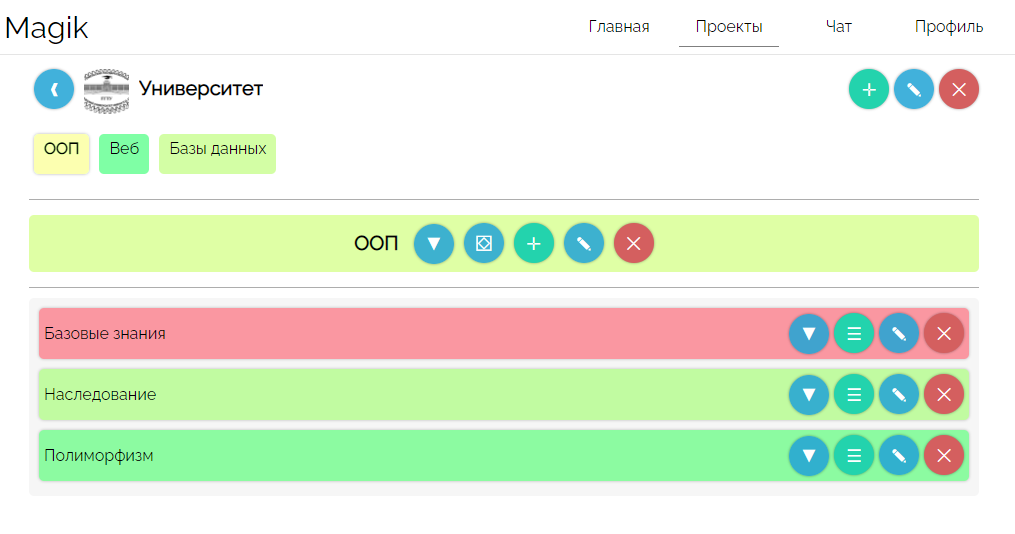 Magik
Главная Проекты Чат Профиль
Университет
ООП Веб Базы данных
ООП
Базовые знания
Наследование
Полиморфизм